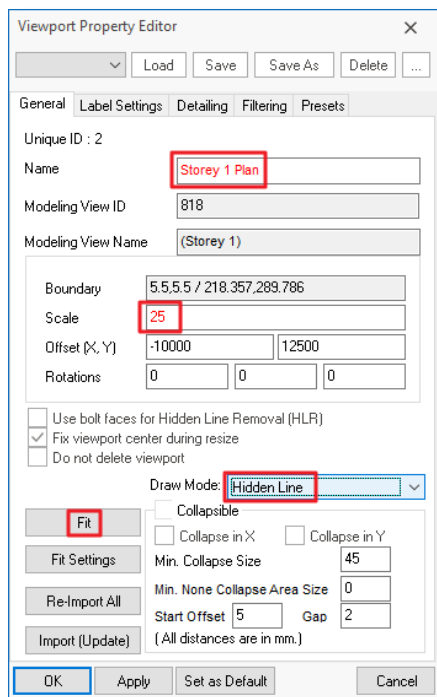 Viewport Property Editor
Load Save Save As Delete ...
General Label Settings Detailing Filtering Presets
Unique ID : 2
Name Storey 1 Plan
Modeling View ID 818
Modeling View Name (Storey 1)
Boundary 5.5,5.5 / 218.357,289.786
Scale 25
Offset (X, Y) -10000 12500
Rotations 0 0 0
Use bolt faces for Hidden Line Removal (HLR)
Fix viewport center during resize
Do not delete viewport
Draw Mode: Hidden Line
Fit Collapsible
Collapse in X Collapse in Y
Fit Settings Min. Collapse Size 45
Min. None Collapse Area Size 0
Re-Import All Start Offset 5 Gap 2
Import (Update) (All distances are in mm.)
OK Apply Set as Default Cancel